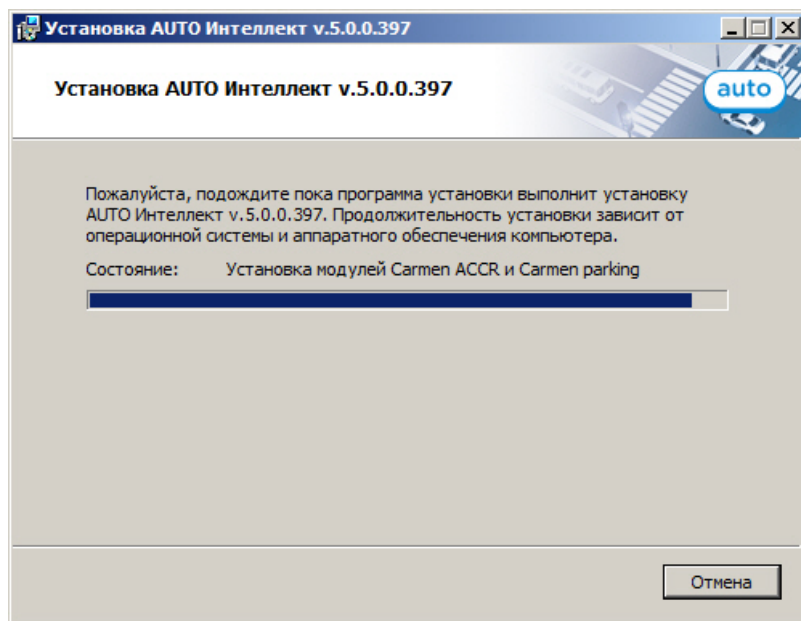 Установка AUTO Интеллект v.5.0.0.397
Установка AUTO Интеллект v.5.0.0.397
auto
Пожалуйста, подождите пока программа установки выполнит установку
AUTO Интеллект v.5.0.0.397. Продолжительность установки зависит от
операционной системы и аппаратного обеспечения компьютера.
Состояние: Установка модулей Carmen ACCR и Carmen parking
Отмена